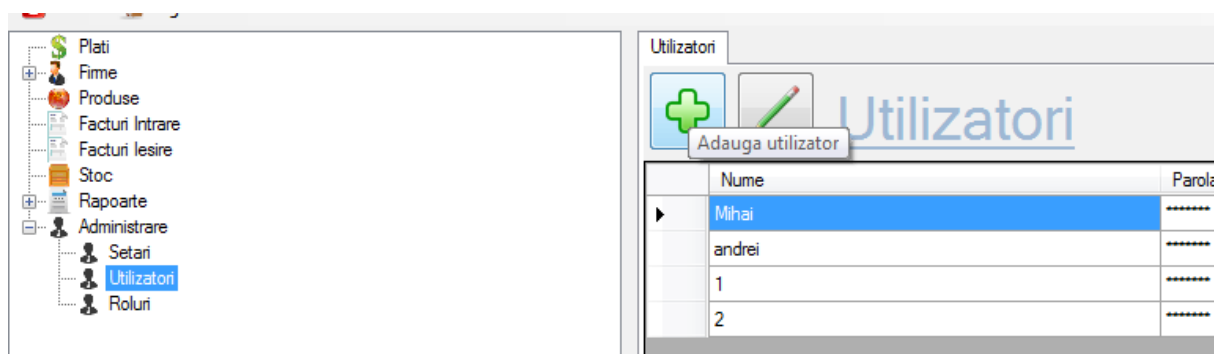 Plati
Firme
Produse
Facturi Intrare
Facturi Iesire
Stoc
Rapoarte
Administrare
Setari
Utilizatori
Roluri
Utilizatori
Utilizatori
Adauga utilizator
Nume Parola
Mihai *******
andrei *******
1 *******
2 *******